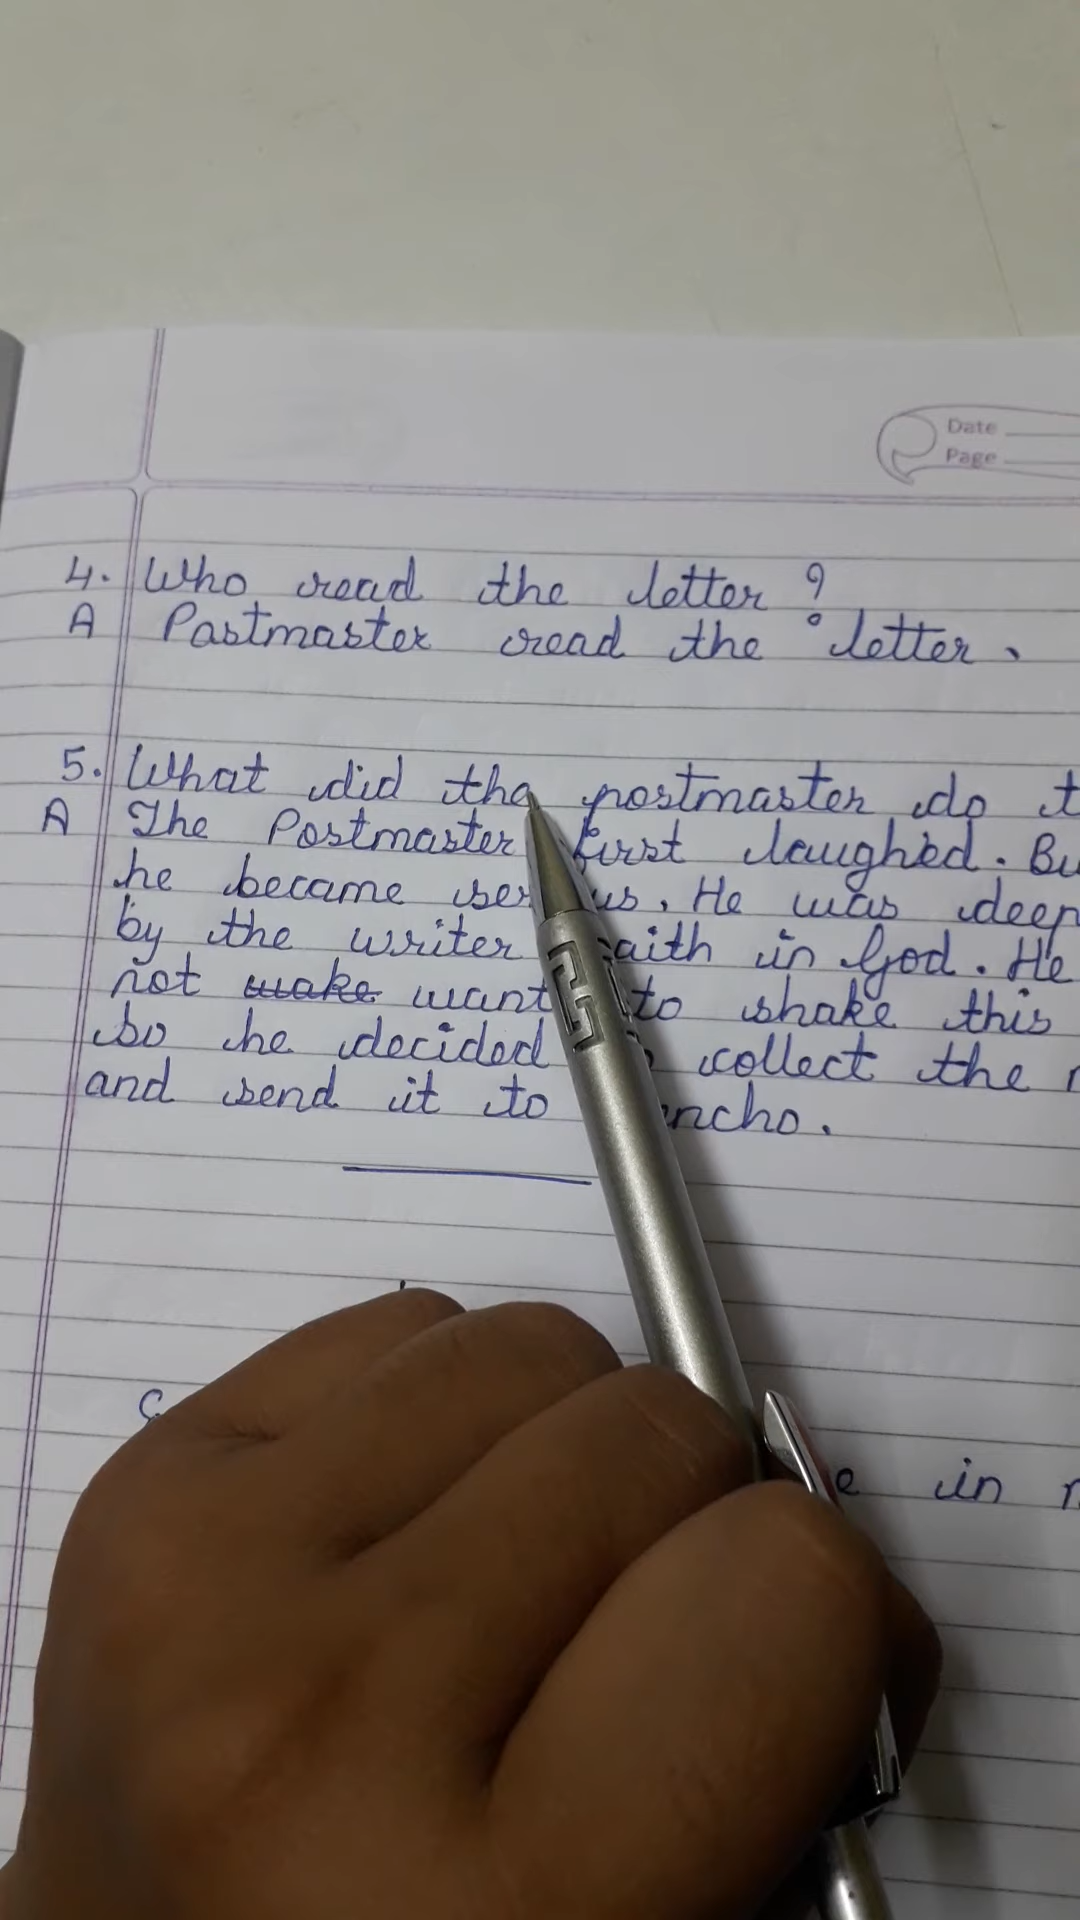 Date
Page
4. Who read the letter?
A Postmaster read the letter.
5. What did the postmaster do
A The Postmaster first laughed.
he became He was
by the writer in God. He
not make want to shake this
so he decided collect the
and send it to
in